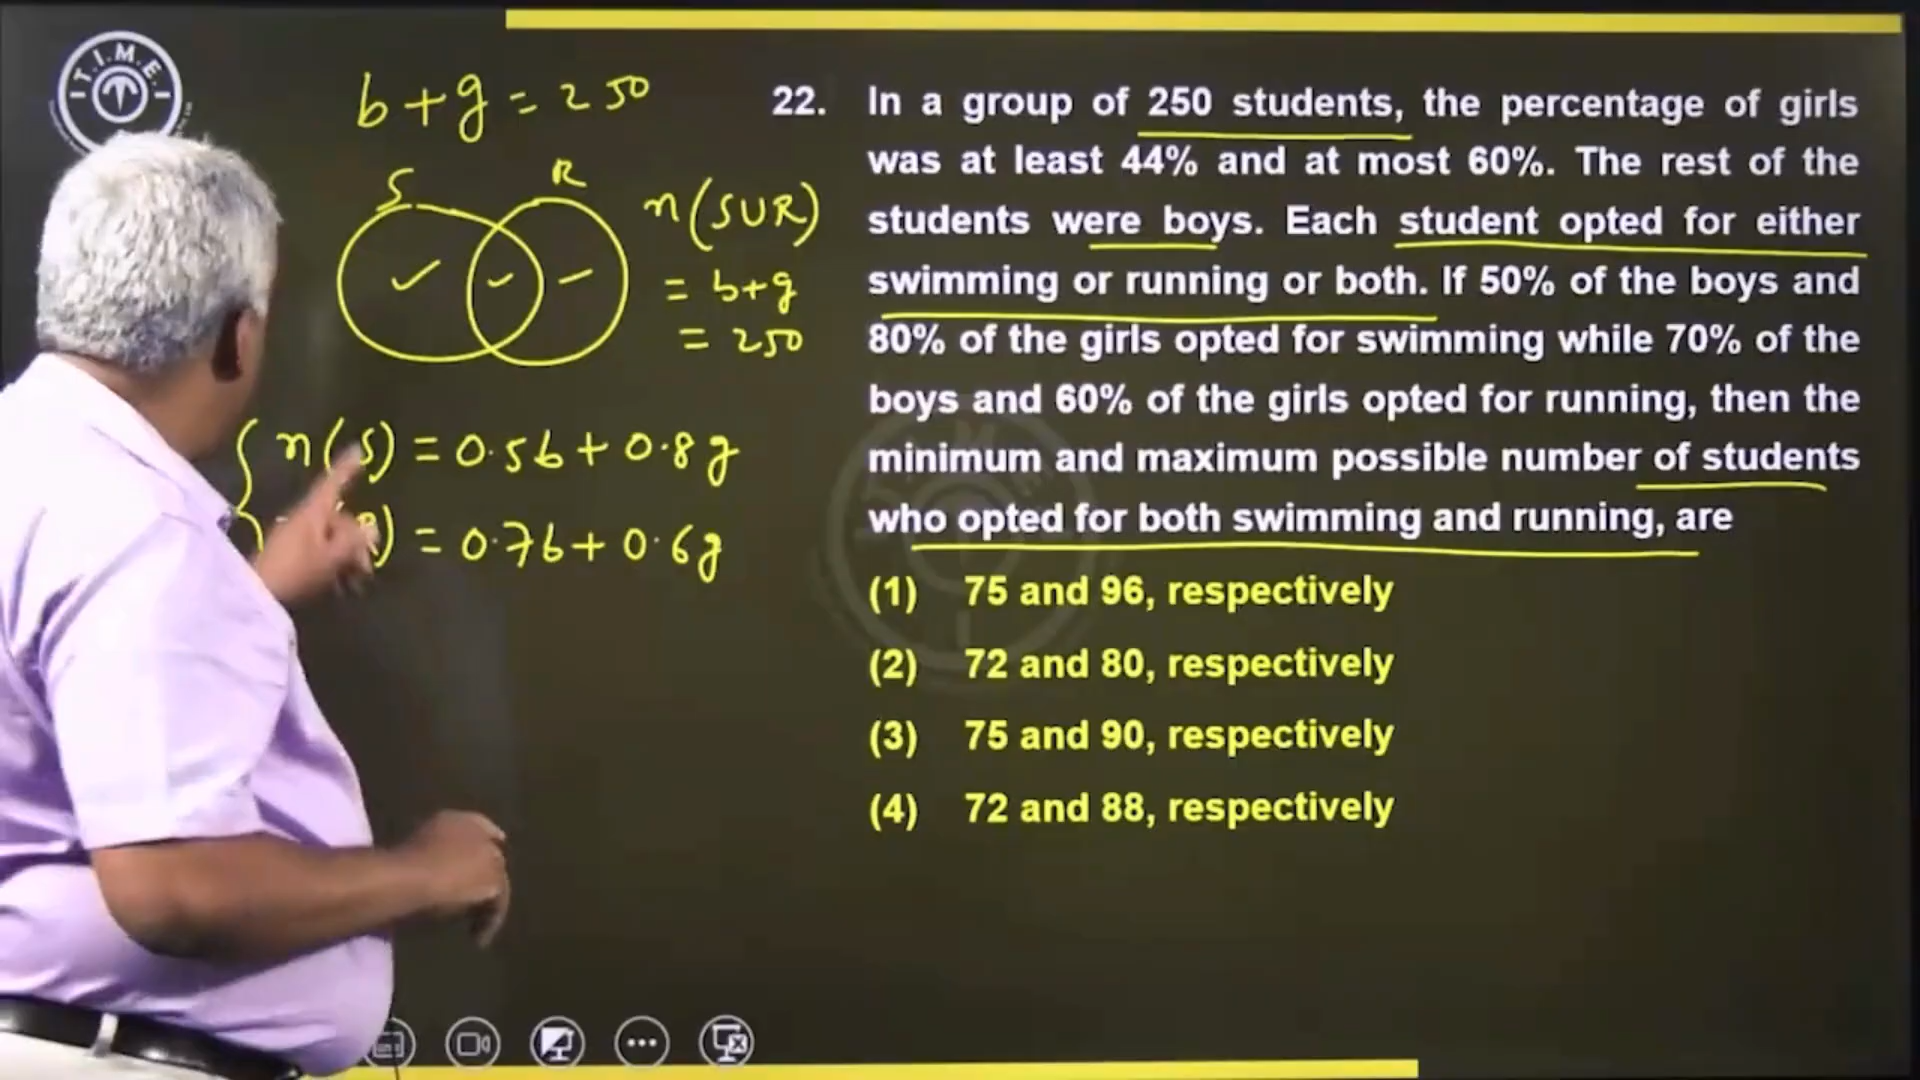 T.I.M.E.
b+g = 250
S R
n(SUR)
= b+g
= 250
n(S) = 0.5b + 0.8g
= 0.7b + 0.6g
22. In a group of 250 students, the percentage of girls
was at least 44% and at most 60%. The rest of the
students were boys. Each student opted for either
swimming or running or both. If 50% of the boys and
80% of the girls opted for swimming while 70% of the
boys and 60% of the girls opted for running, then the
minimum and maximum possible number of students
who opted for both swimming and running, are
(1) 75 and 96, respectively
(2) 72 and 80, respectively
(3) 75 and 90, respectively
(4) 72 and 88, respectively